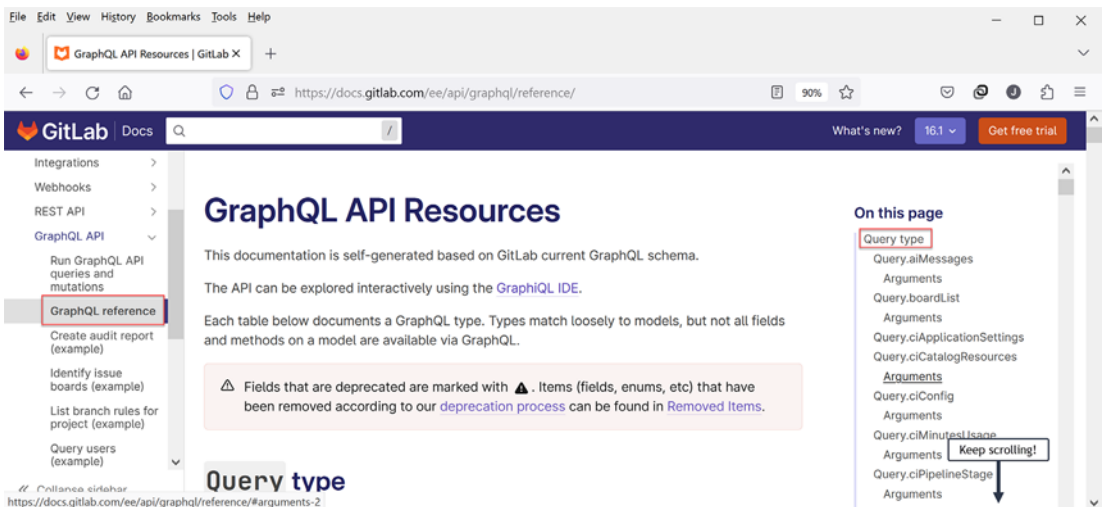 File Edit View History Bookmarks Tools Help
GraphQL API Resources | GitLab
https://docs.gitlab.com/ee/api/graphql/reference/
90%
J
GitLab Docs
/
What's new?
16.1
Get free trial
Integrations
Webhooks
REST API
GraphQL API
Run GraphQL API
queries and
mutations
GraphQL reference
Create audit report
(example)
Identify issue
boards (example)
List branch rules for
project (example)
Query users
(example)
Collapse sidebar
https://docs.gitlab.com/ee/api/graphql/reference/#arguments-2
GraphQL API Resources
This documentation is self-generated based on GitLab current GraphQL schema.
The API can be explored interactively using the GraphiQL IDE.
Each table below documents a GraphQL type. Types match loosely to models, but not all fields
and methods on a model are available via GraphQL.
Fields that are deprecated are marked with . Items (fields, enums, etc) that have
been removed according to our deprecation process can be found in Removed Items.
Query type
On this page
Query type
Query.aiMessages
Arguments
Query.boardList
Arguments
Query.ciApplicationSettings
Query.ciCatalogResources
Arguments
Query.ciConfig
Arguments
Query.ciMinutesUsage
Arguments
Keep scrolling!
Query.ciPipelineStage
Arguments